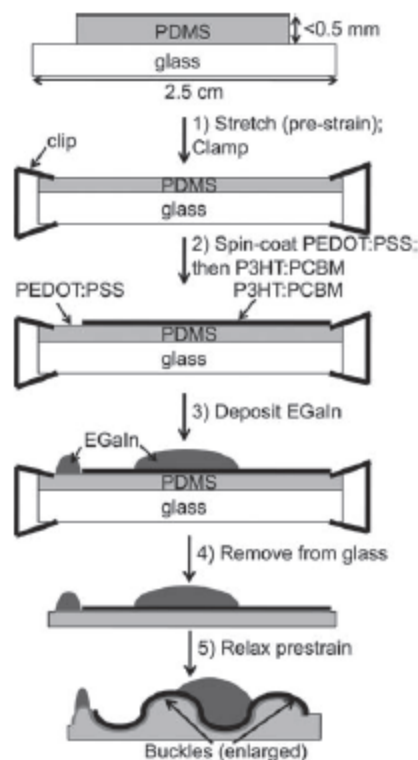 PDMS
<0.5 mm
glass
2.5 cm
1) Stretch (pre-strain);
Clamp
clip
PDMS
glass
2) Spin-coat PEDOT:PSS;
then P3HT:PCBM
PEDOT:PSS
P3HT:PCBM
PDMS
glass
3) Deposit EGaIn
EGaIn
PDMS
glass
4) Remove from glass
5) Relax prestrain
Buckles (enlarged)